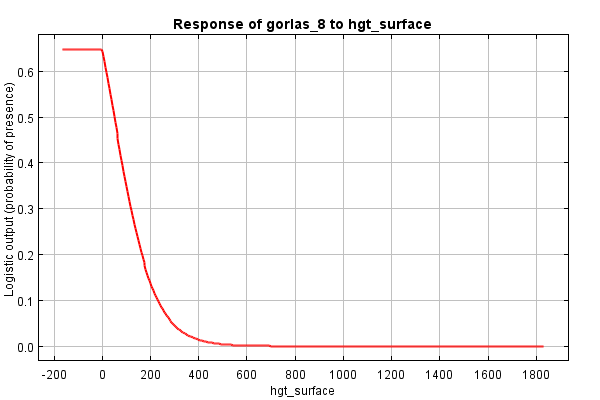 Response of gorlas_8 to hgt_surface
Logistic output (probability of presence)
0.6
0.5
0.4
0.3
0.2
0.1
0.0
-200 0 200 400 600 800 1000 1200 1400 1600 1800
hgt_surface